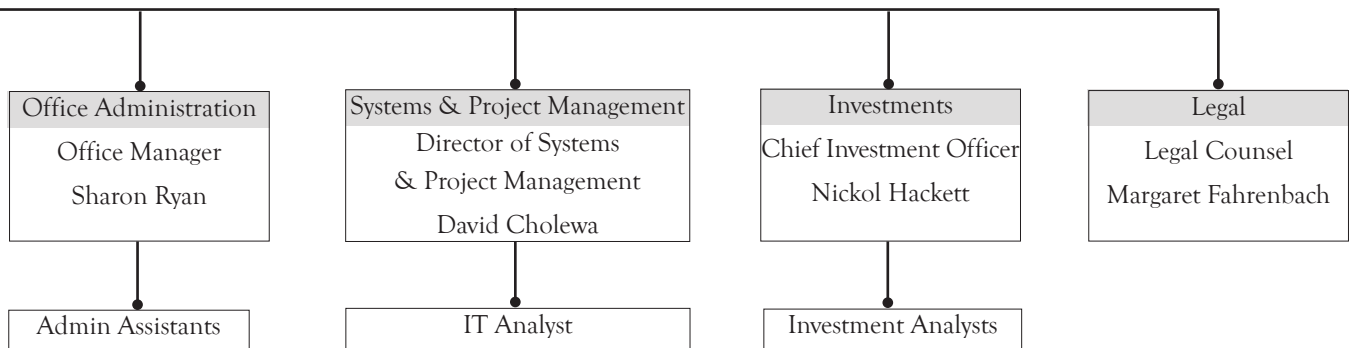 Office Administration
Office Manager
Sharon Ryan
Admin Assistants
Systems & Project Management
Director of Systems
& Project Management
David Cholewa
IT Analyst
Investments
Chief Investment Officer
Nickol Hackett
Investment Analysts
Legal
Legal Counsel
Margaret Fahrenbach